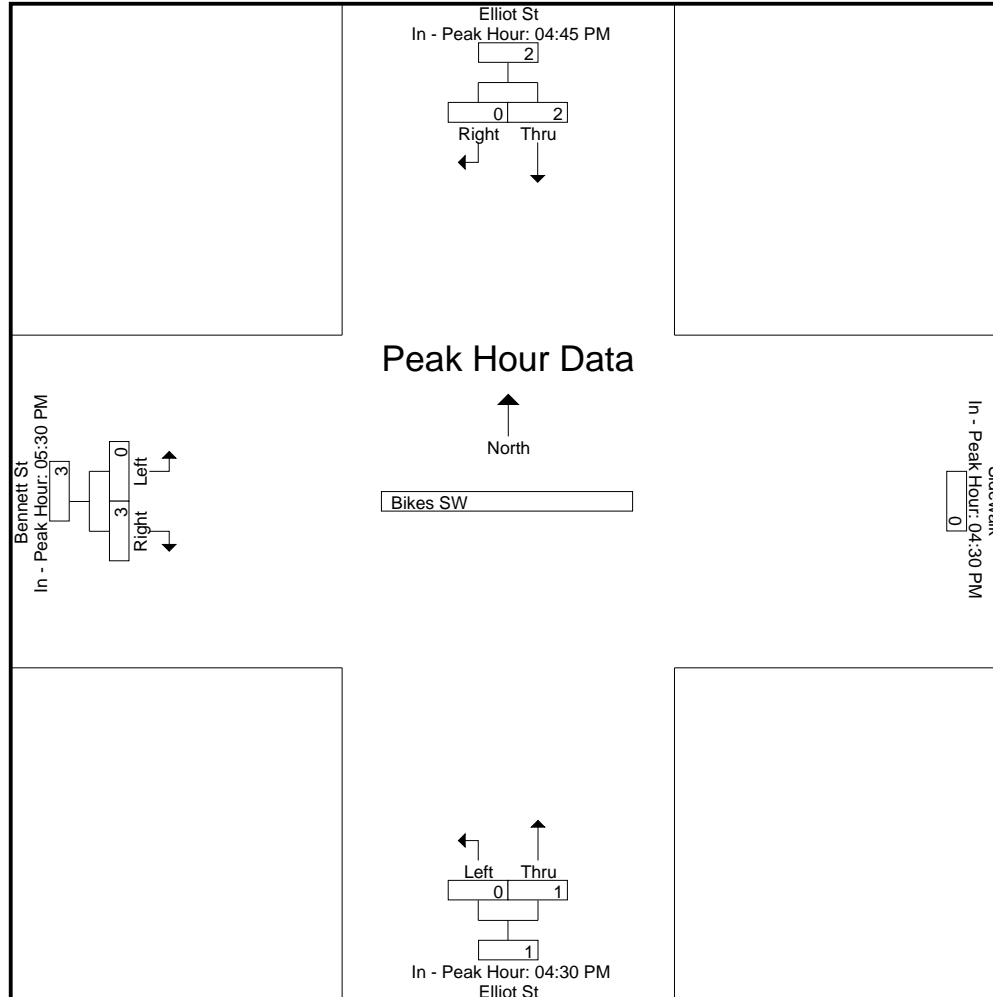 Elliot St
In - Peak Hour: 04:45 PM
2
0 2
Right Thru
Peak Hour Data
North
Bikes SW
Bennett St
In - Peak Hour: 05:30 PM
3
0
Left
3
Right
In - Peak Hour: 04:30 PM
0
Left Thru
0 1
1
In - Peak Hour: 04:30 PM
Elliot St